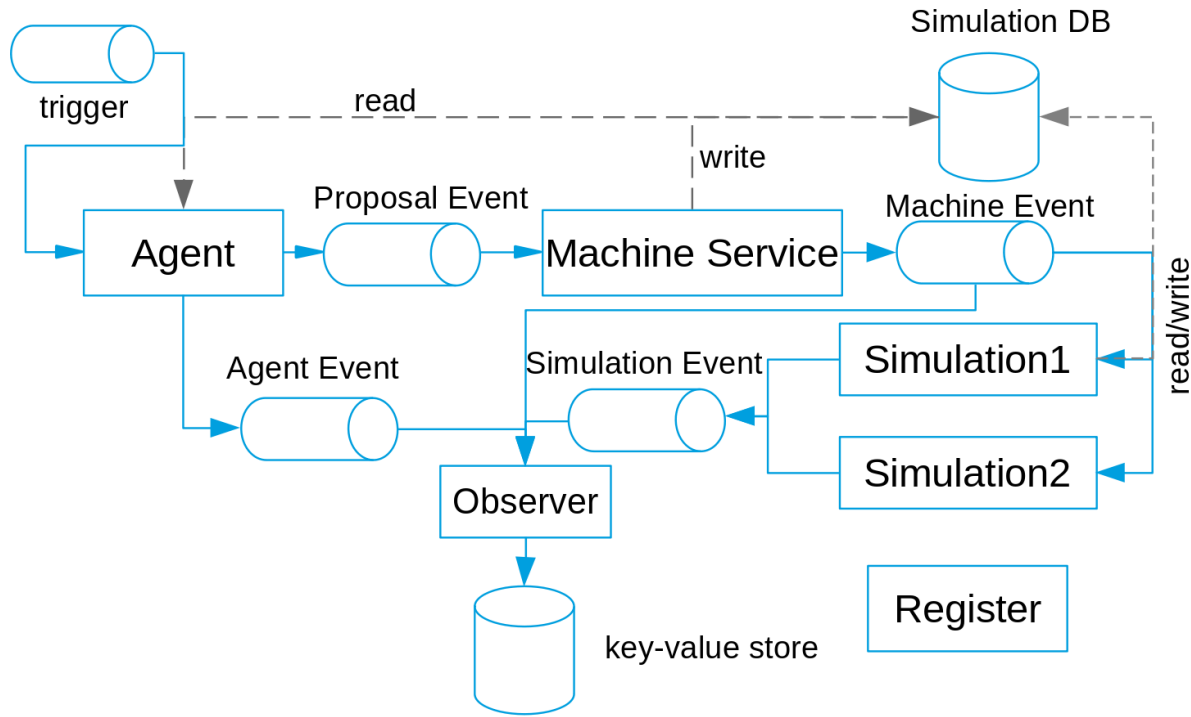 Simulation DB
trigger
read
write
Proposal Event
Machine Event
Agent
Machine Service
read/write
Agent Event
Simulation Event
Simulation1
Simulation2
Observer
Register
key-value store